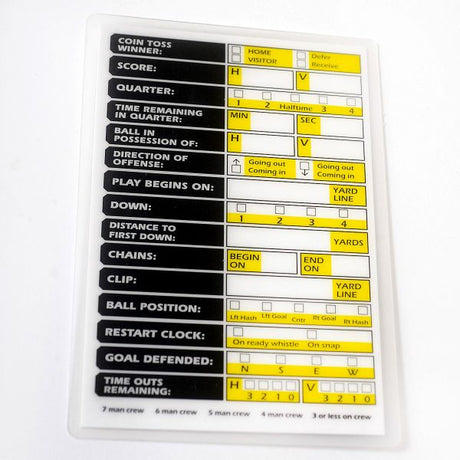 COIN TOSS WINNER: HOME Defer
VISITOR Receive
SCORE: H V
QUARTER: 1 2 Halftime 3 4
TIME REMAINING IN QUARTER: MIN SEC
BALL IN POSSESSION OF: H V
DIRECTION OF OFFENSE: Going out Going out
Coming in Coming in
PLAY BEGINS ON: YARD LINE
DOWN: 1 2 3 4
DISTANCE TO FIRST DOWN: YARDS
CHAINS: BEGIN ON END ON
CLIP: YARD LINE
BALL POSITION: Lft Hash Lft Goal Cntr Rt Goal Rt Hash
RESTART CLOCK: On ready whistle On snap
GOAL DEFENDED: N S E W
TIME OUTS REMAINING: H 3 2 1 0 V 3 2 1 0
7 man crew 6 man crew 5 man crew 4 man crew 3 or less on crew